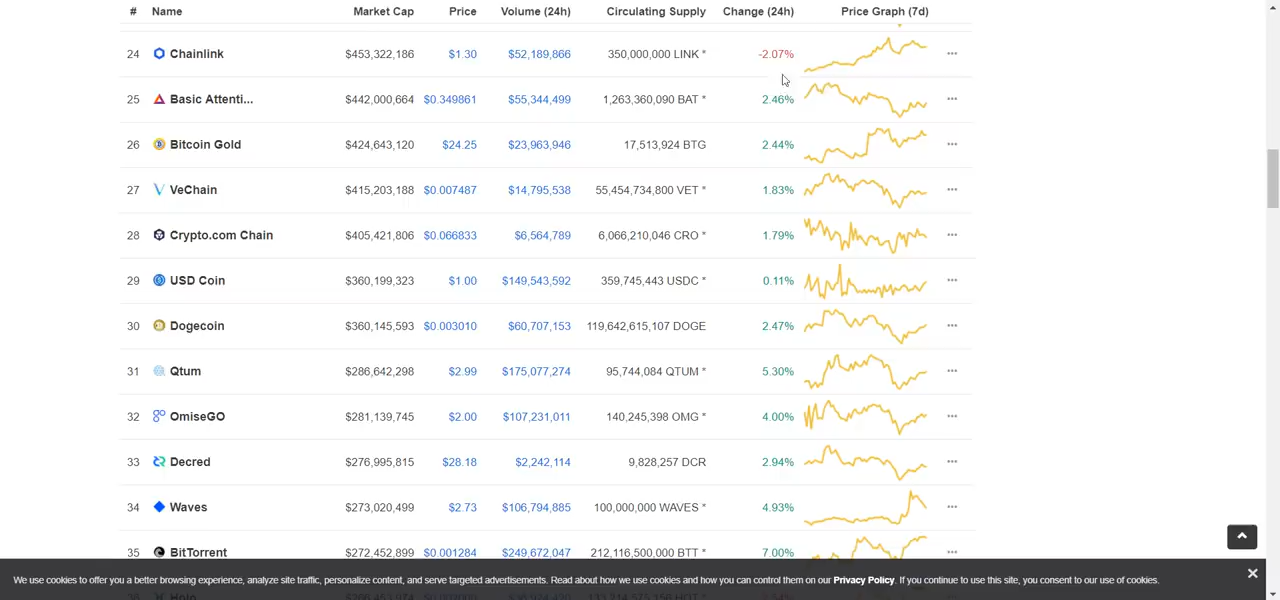 # Name Market Cap Price Volume (24h) Circulating Supply Change (24h) Price Graph (7d)
24 Chainlink $453,322,186 $1.30 $52,189,866 350,000,000 LINK * -2.07%
25 Basic Attenti... $442,000,664 $0.349861 $55,344,499 1,263,360,090 BAT * 2.46%
26 Bitcoin Gold $424,643,120 $24.25 $23,963,946 17,513,924 BTG 2.44%
27 VeChain $415,203,188 $0.007487 $14,795,538 55,454,734,800 VET * 1.83%
28 Crypto.com Chain $405,421,806 $0.066833 $6,564,789 6,066,210,046 CRO * 1.79%
29 USD Coin $360,199,323 $1.00 $149,543,592 359,745,443 USDC * 0.11%
30 Dogecoin $360,145,593 $0.003010 $60,707,153 119,642,615,107 DOGE 2.47%
31 Qtum $286,642,298 $2.99 $175,077,274 95,744,084 QTUM * 5.30%
32 OmiseGO $281,139,745 $2.00 $107,231,011 140,245,398 OMG * 4.00%
33 Decred $276,995,815 $28.18 $2,242,114 9,828,257 DCR 2.94%
34 Waves $273,020,499 $2.73 $106,794,885 100,000,000 WAVES * 4.93%
35 BitTorrent $272,452,899 $0.001284 $249,672,047 212,116,500,000 BTT * 7.00%
We use cookies to offer you a better browsing experience, analyze site traffic, personalize content, and serve targeted advertisements. Read about how we use cookies and how you can control them on our Privacy Policy. If you continue to use this site, you consent to our use of cookies.